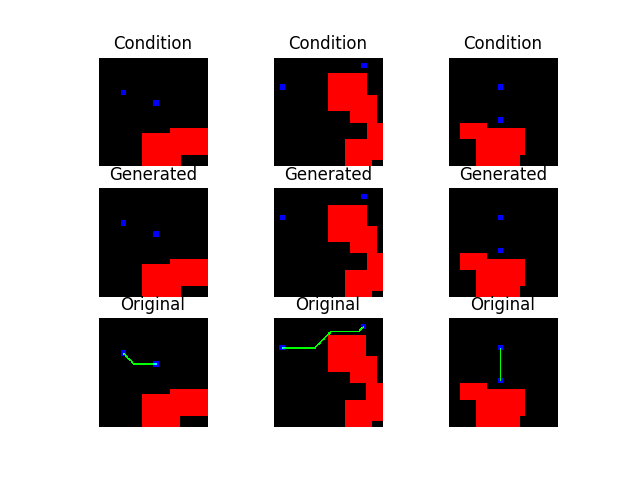 Condition
Condition
Condition
Generated
Generated
Generated
Original
Original
Original